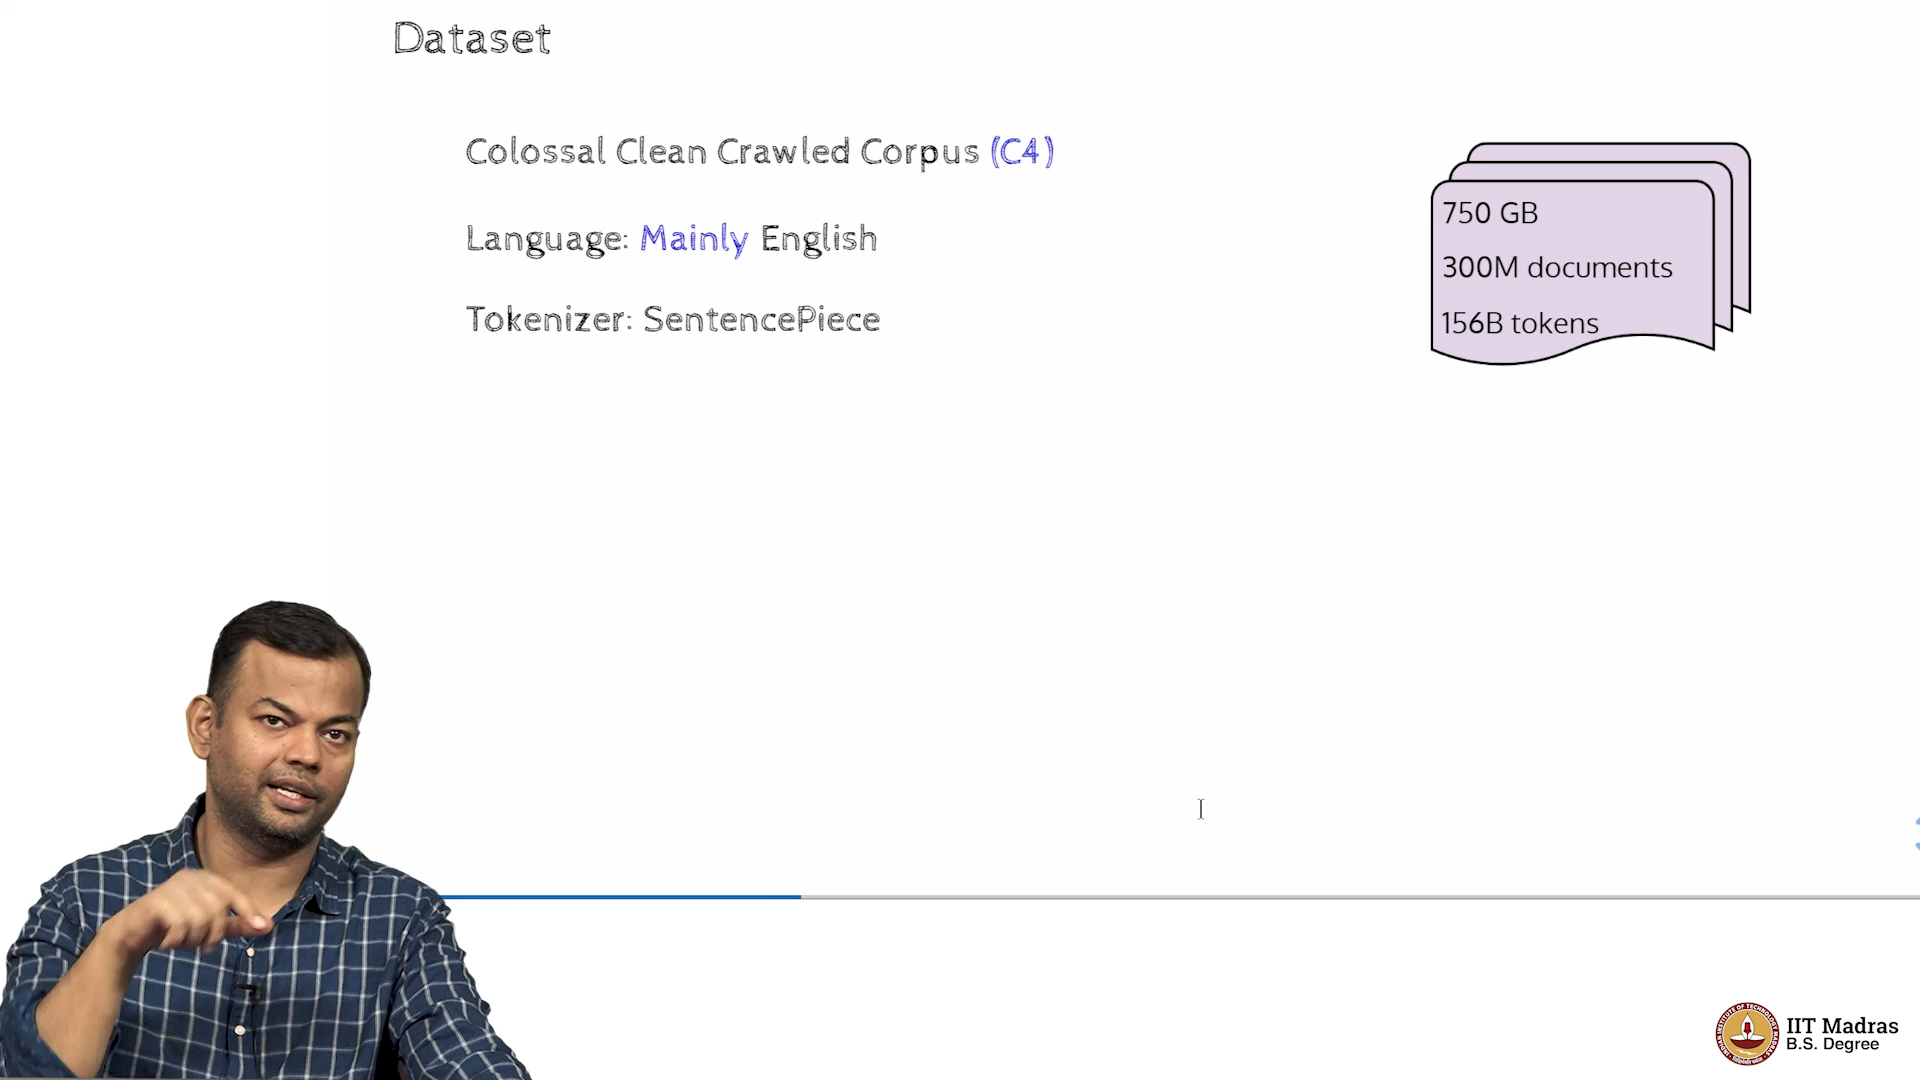 Dataset
Colossal Clean Crawled Corpus (C4)
Language: Mainly English
Tokenizer: SentencePiece
750 GB
300M documents
156B tokens
IIT Madras
B.S. Degree